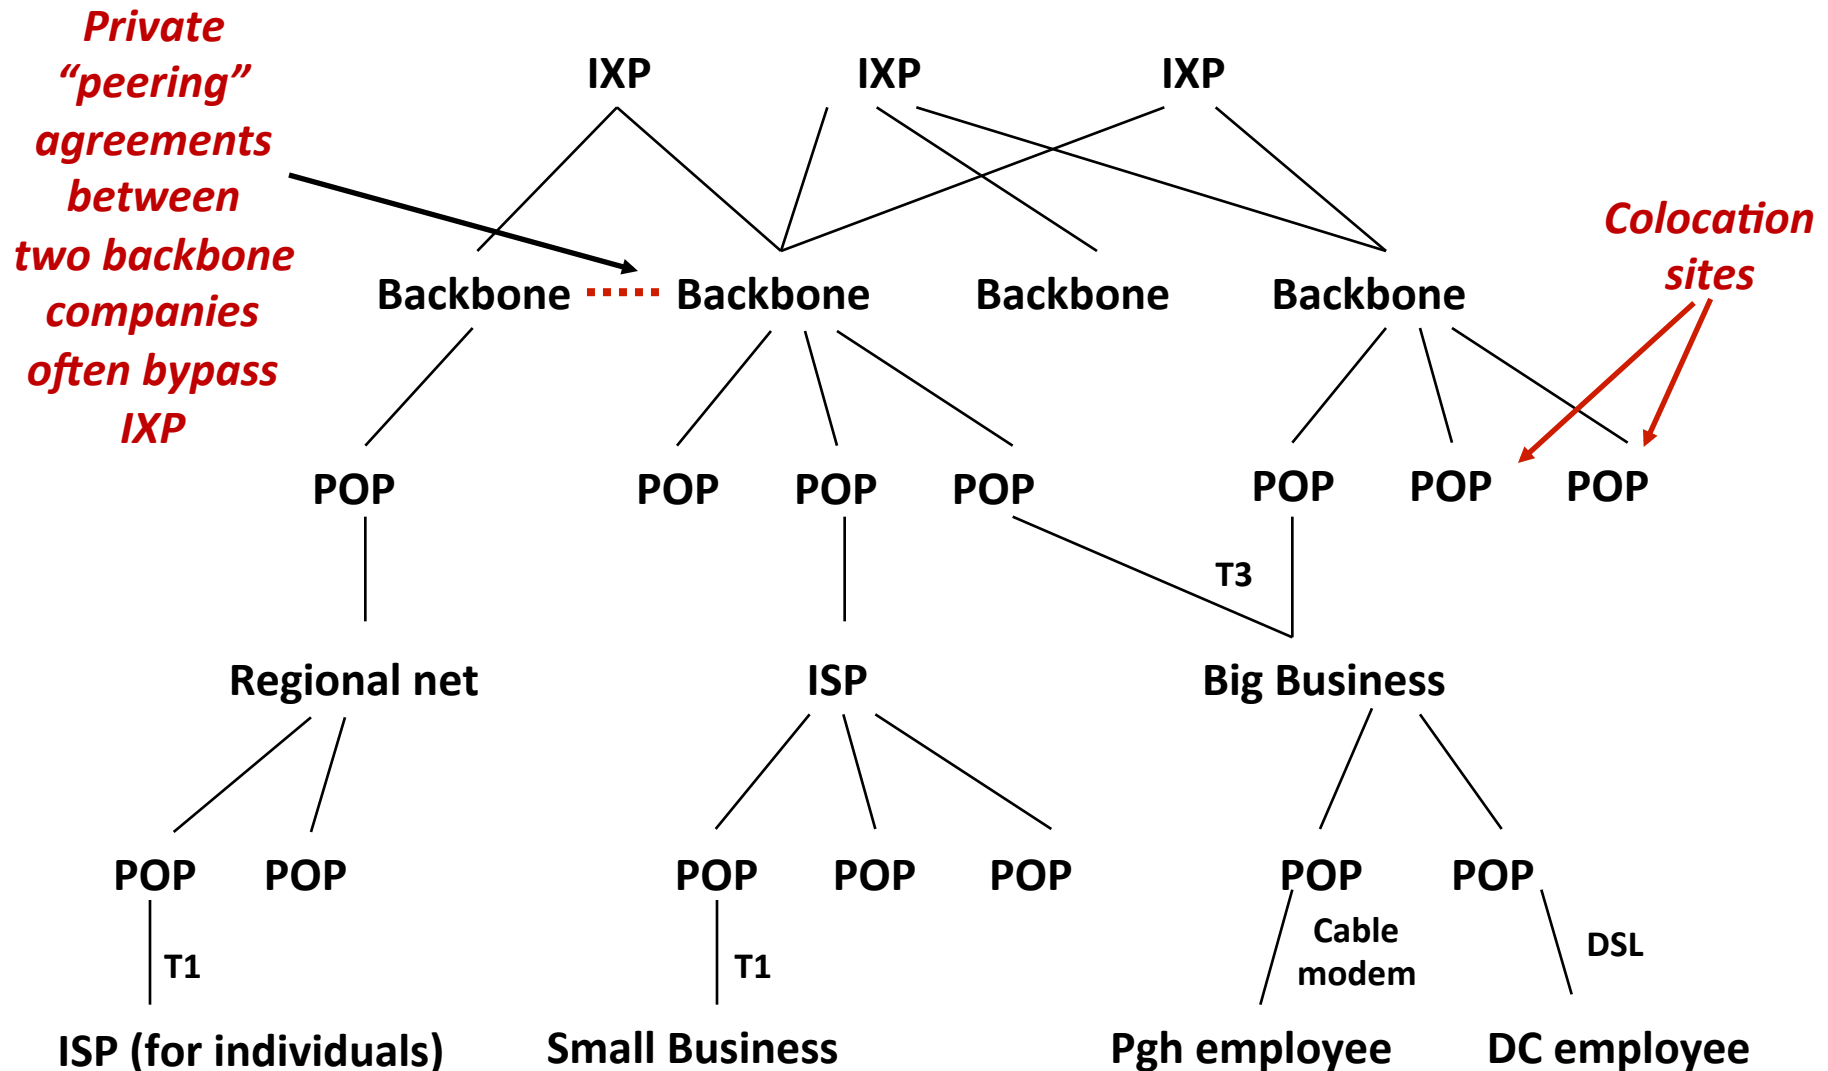 Private
“peering”
agreements
between
two backbone
companies
often bypass
IXP
IXP IXP IXP
Colocation
sites
Backbone Backbone Backbone Backbone
POP POP POP POP POP POP POP
T3
Regional net ISP Big Business
POP POP POP POP POP POP POP
T1 T1 Cable
modem
DSL
ISP (for individuals) Small Business Pgh employee DC employee